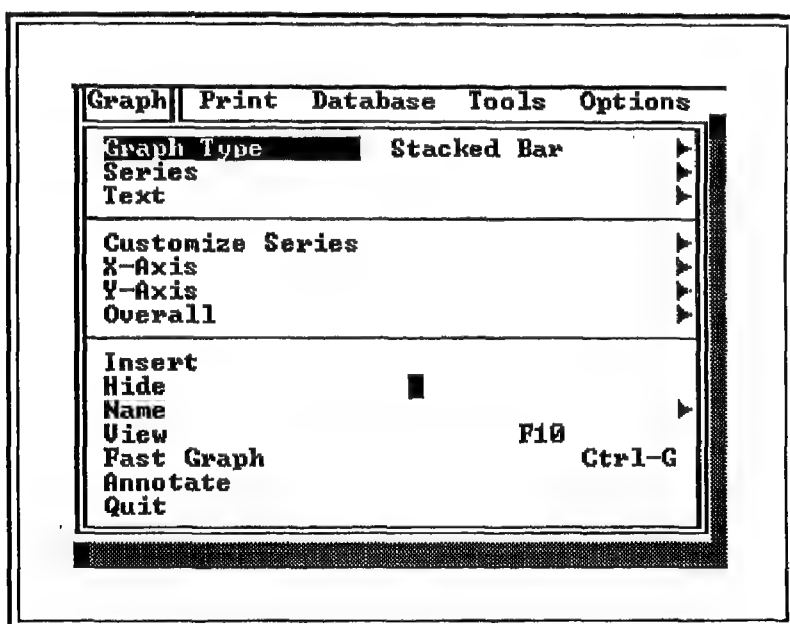 Graph Print Database Tools Options
Graph Type Stacked Bar
Series
Text
Customize Series
X-Axis
Y-Axis
Overall
Insert
Hide
Name
View F10
Fast Graph Ctrl-G
Annotate
Quit